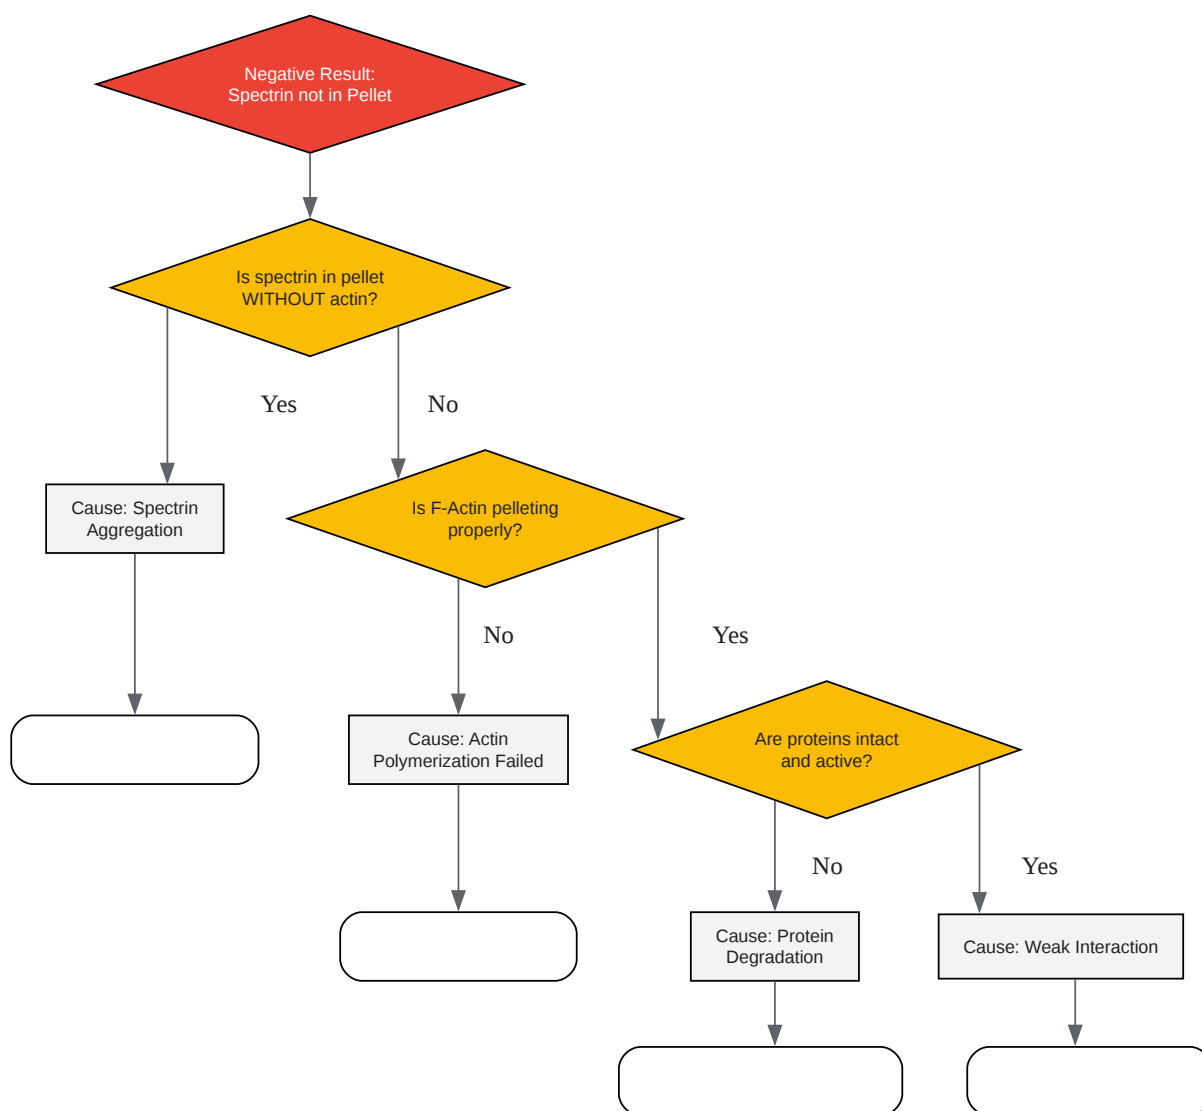 Negative Result:
Spectrin not in Pellet
Is spectrin in pellet
WITHOUT actin?
Yes
No
Cause: Spectrin
Aggregation
Is F-Actin pelleting
properly?
No
Yes
Cause: Actin
Polymerization Failed
Are proteins intact
and active?
No
Yes
Cause: Protein
Degradation
Cause: Weak Interaction